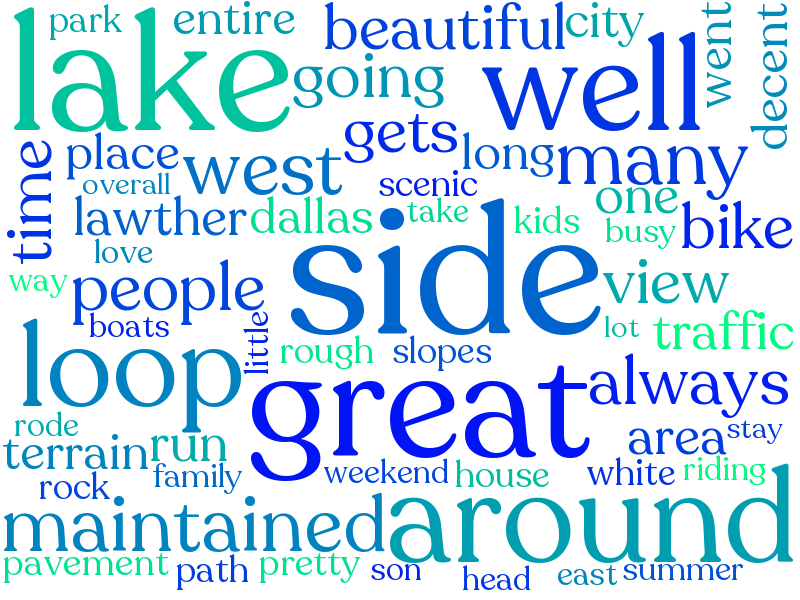 park
entire
beautiful
city
went
decent
lake
going
well
gets
long
many
time
place
west
scenic
overall
lawther
dallas
take
kids
one
busy
bike
love
side
way
people
view
boats
little
loop
rough
slopes
lot
traffic
great
always
rode
area
stay
terrain
run
family
weekend
house
white
riding
rock
maintained
around
pavement
path
pretty
son
head
east
summer